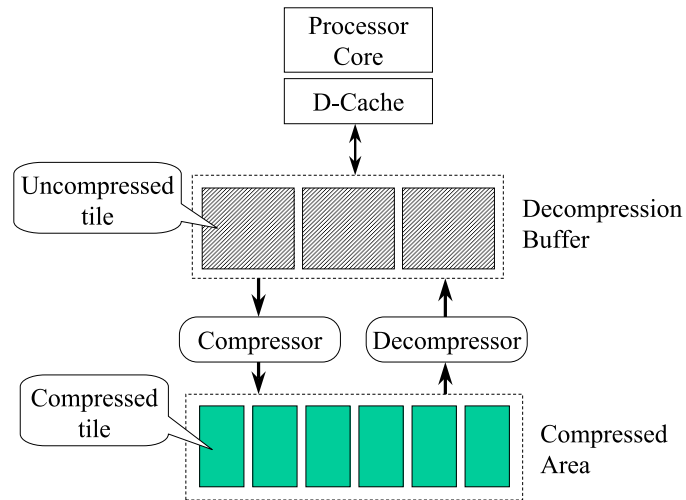 Processor
Core
D-Cache
Uncompressed
tile
Decompression
Buffer
Compressor
Decompressor
Compressed
tile
Compressed
Area